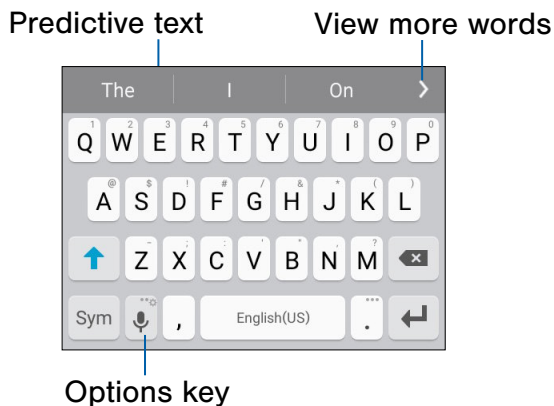 Predictive text View more words
The I On >
1 2 3 4 5 6 7 8 9 0
Q W E R T Y U I O P
@ $ ! # / & * ( )
A S D F G H J K L
- ; : ' " , ?
Z X C V B N M
Sym , English(US) .
Options key